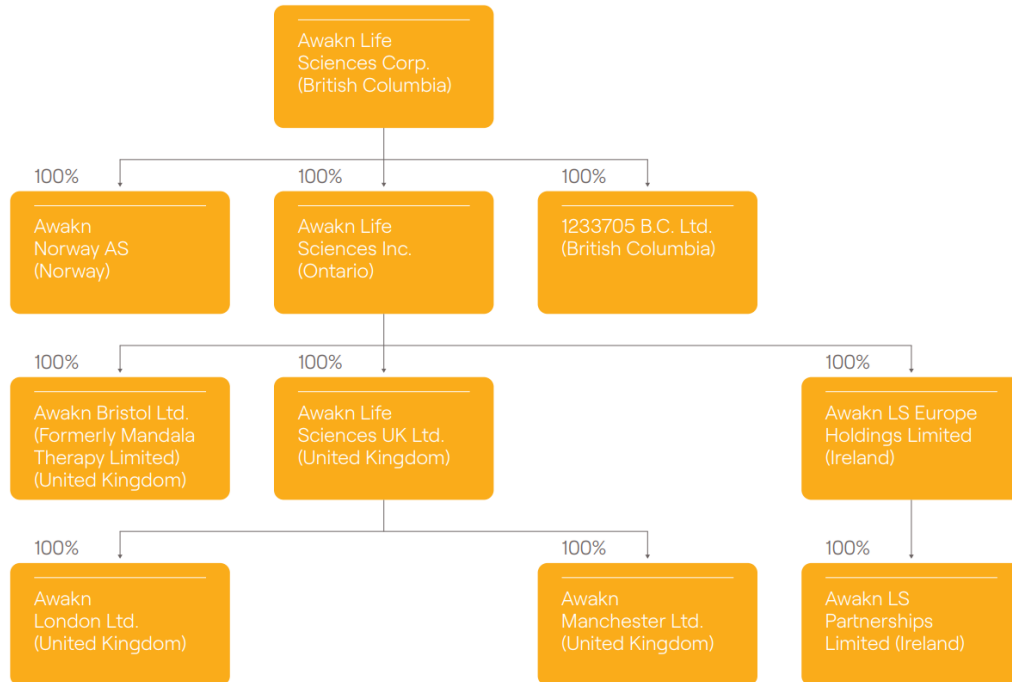 Awakn Life
Sciences Corp.
(British Columbia)
100%
100%
100%
Awakn
Norway AS
(Norway)
Awakn Life
Sciences Inc.
(Ontario)
1233705 B.C. Ltd.
(British Columbia)
100%
100%
100%
Awakn Bristol Ltd.
(Formerly Mandala
Therapy Limited)
(United Kingdom)
Awakn Life
Sciences UK Ltd.
(United Kingdom)
Awakn LS Europe
Holdings Limited
(Ireland)
100%
100%
100%
Awakn
London Ltd.
(United Kingdom)
Awakn
Manchester Ltd.
(United Kingdom)
Awakn LS
Partnerships
Limited (Ireland)